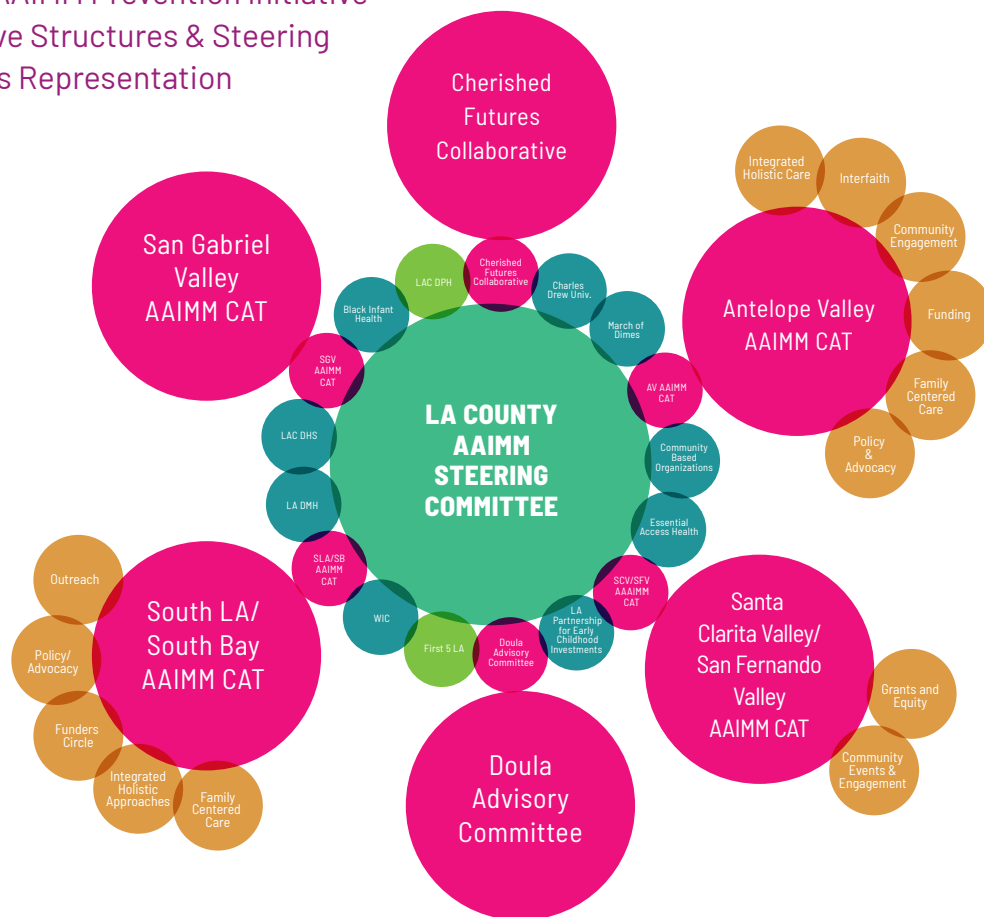 AAIMM Prevention Initiative
ve Structures & Steering
s Representation
Cherished
Futures
Collaborative
San Gabriel
Valley
AAIMM CAT
Antelope Valley
AAIMM CAT
Integrated
Holistic Care
Interfaith
Community
Engagement
Funding
Family
Centered
Care
Policy
&
Advocacy
LA COUNTY
AAIMM
STEERING
COMMITTEE
Cherished
Futures
Collaborative
Charles
Drew Univ.
March of
Dimes
AV AAIMM
CAT
Community
Based
Organizations
Essential
Access Health
SCV/SFV
AAAIMM
CAT
LA
Partnership
for Early
Childhood
Investments
Doula
Advisory
Committee
First 5 LA
WIC
SLA/SB
AAIMM
CAT
LA DMH
LAC DHS
SGV
AAIMM
CAT
Black Infant
Health
LAC DPH
South LA/
South Bay
AAIMM CAT
Outreach
Policy/
Advocacy
Funders
Circle
Integrated
Holistic
Approaches
Family
Centered
Care
Doula
Advisory
Committee
Santa
Clarita Valley/
San Fernando
Valley
AAIMM CAT
Grants and
Equity
Community
Events &
Engagement